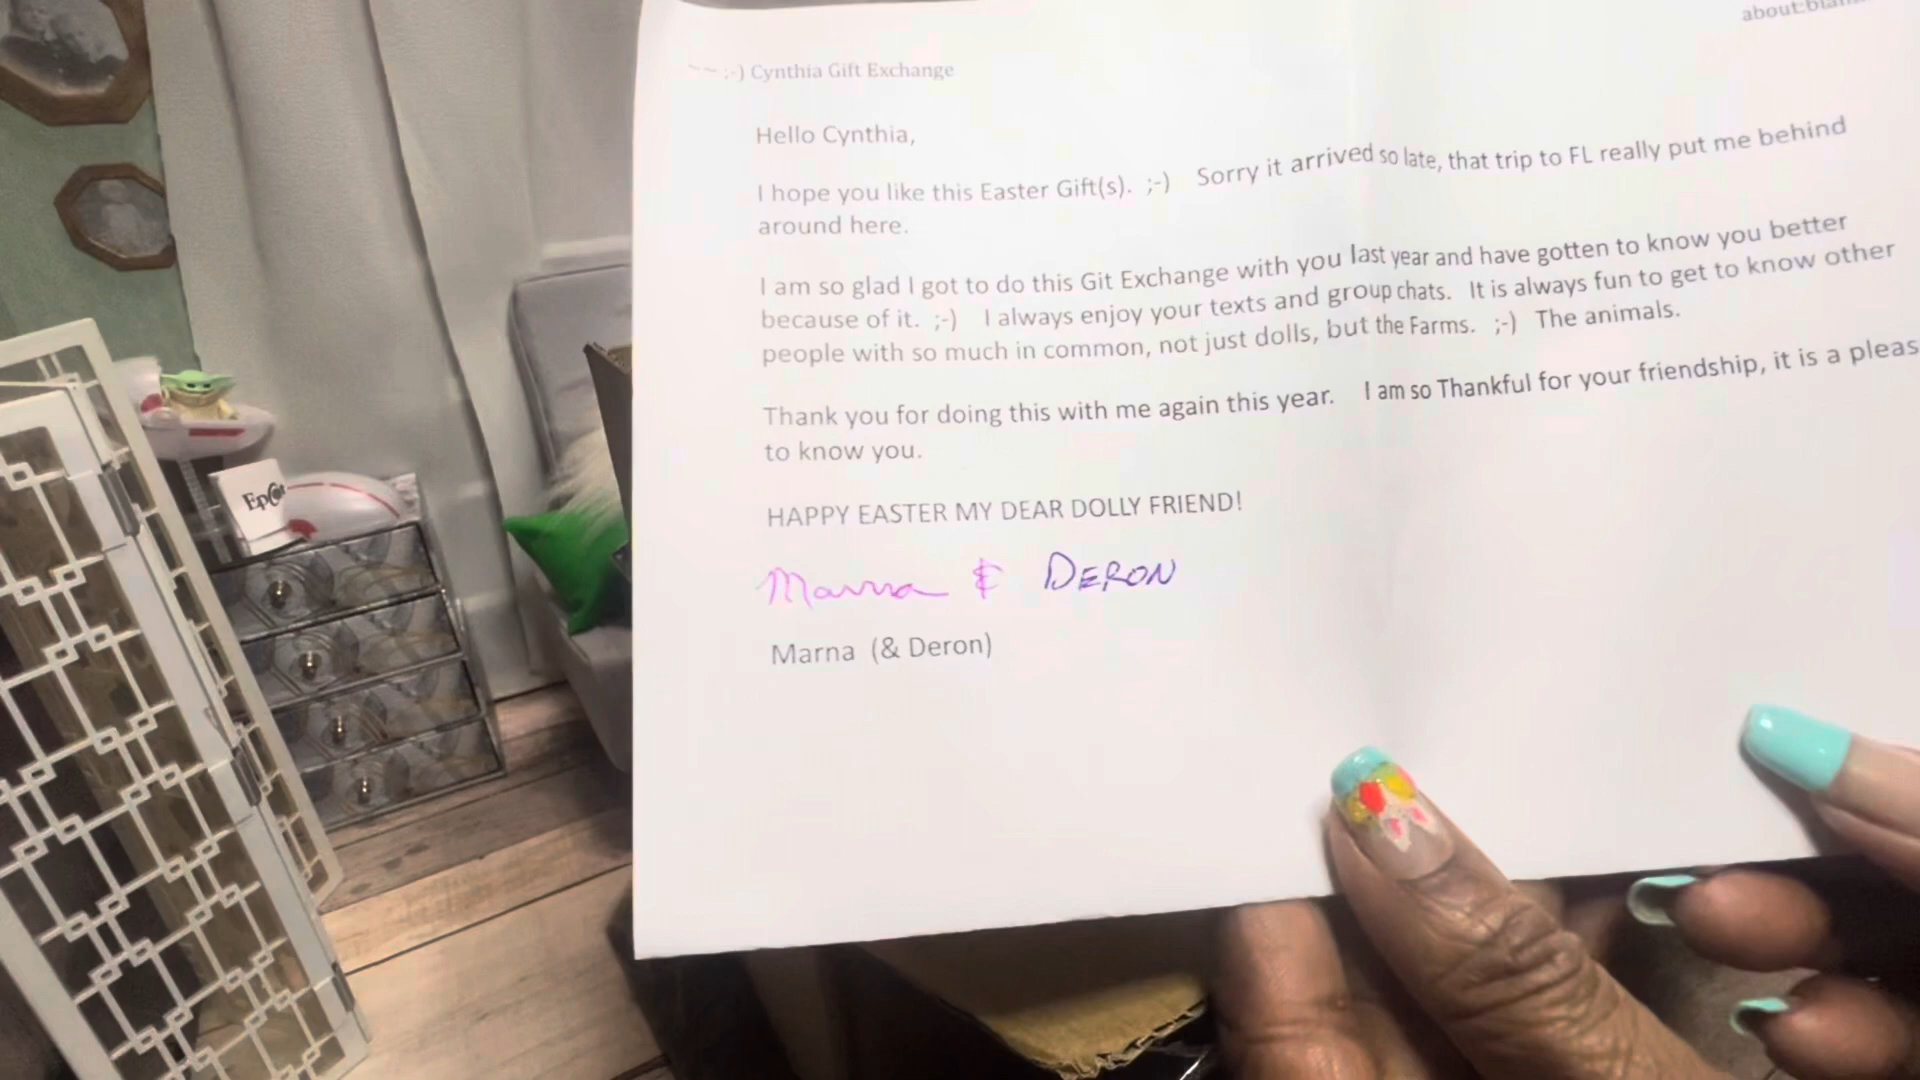 about:blank
~~ ;-) Cynthia Gift Exchange
Hello Cynthia,
I hope you like this Easter Gift(s). ;-) Sorry it arrived so late, that trip to FL really put me behind
around here.
I am so glad I got to do this Git Exchange with you last year and have gotten to know you better
because of it. ;-) I always enjoy your texts and group chats. It is always fun to get to know other
people with so much in common, not just dolls, but the Farms. ;-) The animals.
Thank you for doing this with me again this year. I am so Thankful for your friendship, it is a pleas
to know you.
HAPPY EASTER MY DEAR DOLLY FRIEND!
Marna & DERON
Marna (& Deron)
Epcot